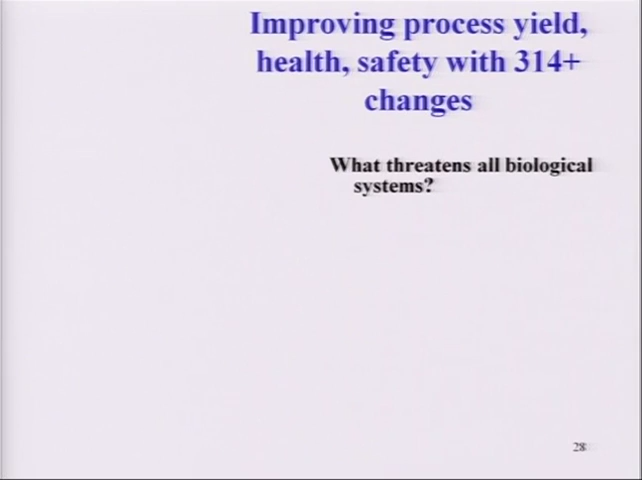 Improving process yield,
health, safety with 314+
changes
What threatens all biological
systems?
28